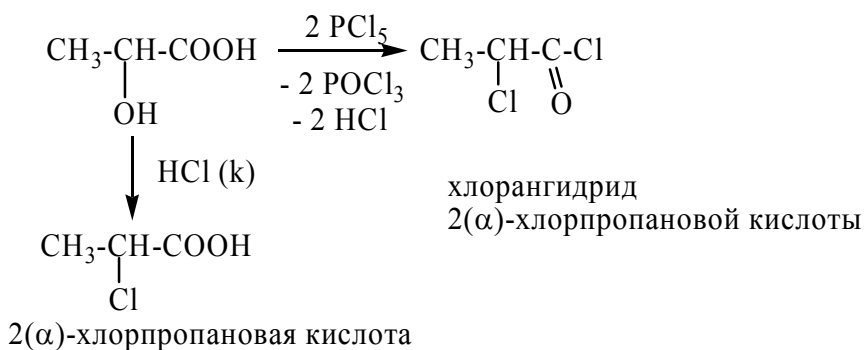 CH₃-CH-COOH
OH
2 PCl₅
- 2 POCl₃
- 2 HCl
CH₃-CH-C-Cl
Cl O
HCl (k)
хлорангидрид
2(α)-хлорпропановой кислоты
CH₃-CH-COOH
Cl
2(α)-хлорпропановая кислота